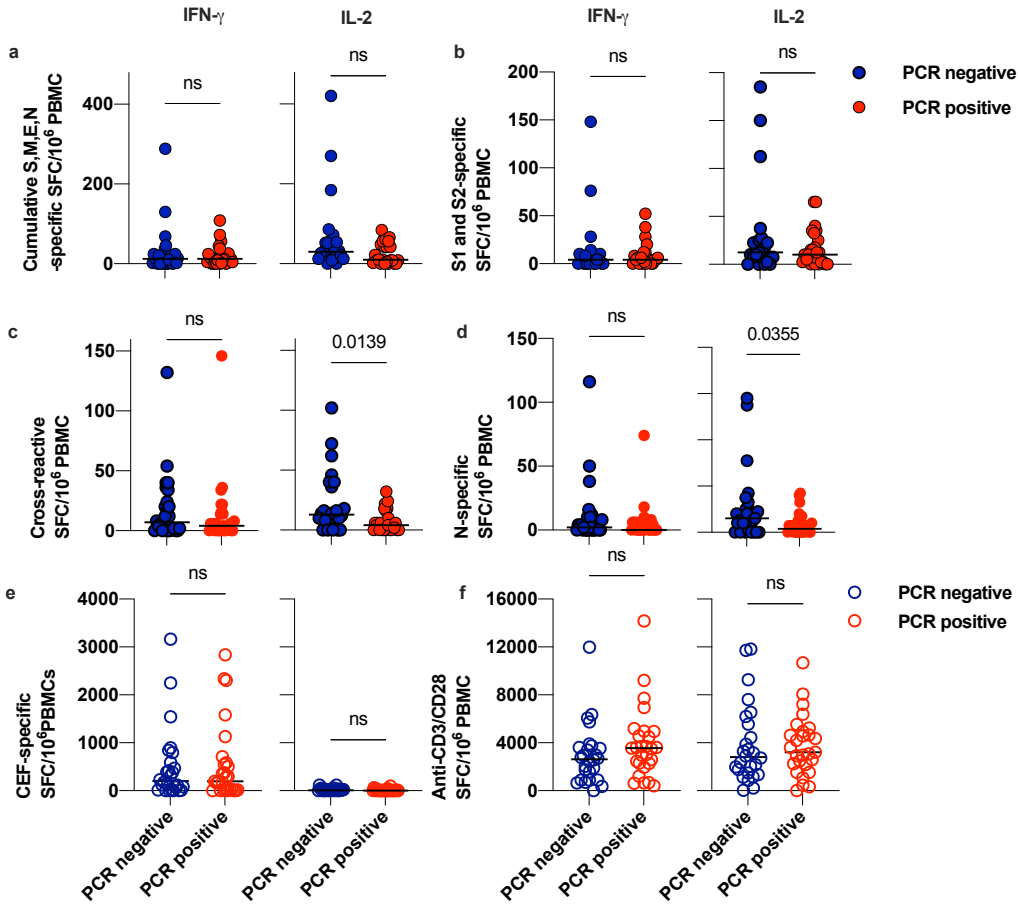 IFN-γ IL-2 IFN-γ IL-2
a b
ns ns ns ns
PCR negative
PCR positive
Cumulative S,M,E,N
-specific SFC/10⁶ PBMC
400
200
0
S1 and S2-specific
SFC/10⁶ PBMC
200
150
100
50
0
c d
ns 0.0139 ns 0.0355
Cross-reactive
SFC/10⁶ PBMC
150
100
50
0
N-specific
SFC/10⁶ PBMC
150
100
50
0
e f
ns ns ns ns
PCR negative
PCR positive
CEF-specific
SFC/10⁶PBMCs
4000
3000
2000
1000
0
Anti-CD3/CD28
SFC/10⁶ PBMC
16000
12000
8000
4000
0
PCR negative PCR positive PCR negative PCR positive PCR negative PCR positive PCR negative PCR positive